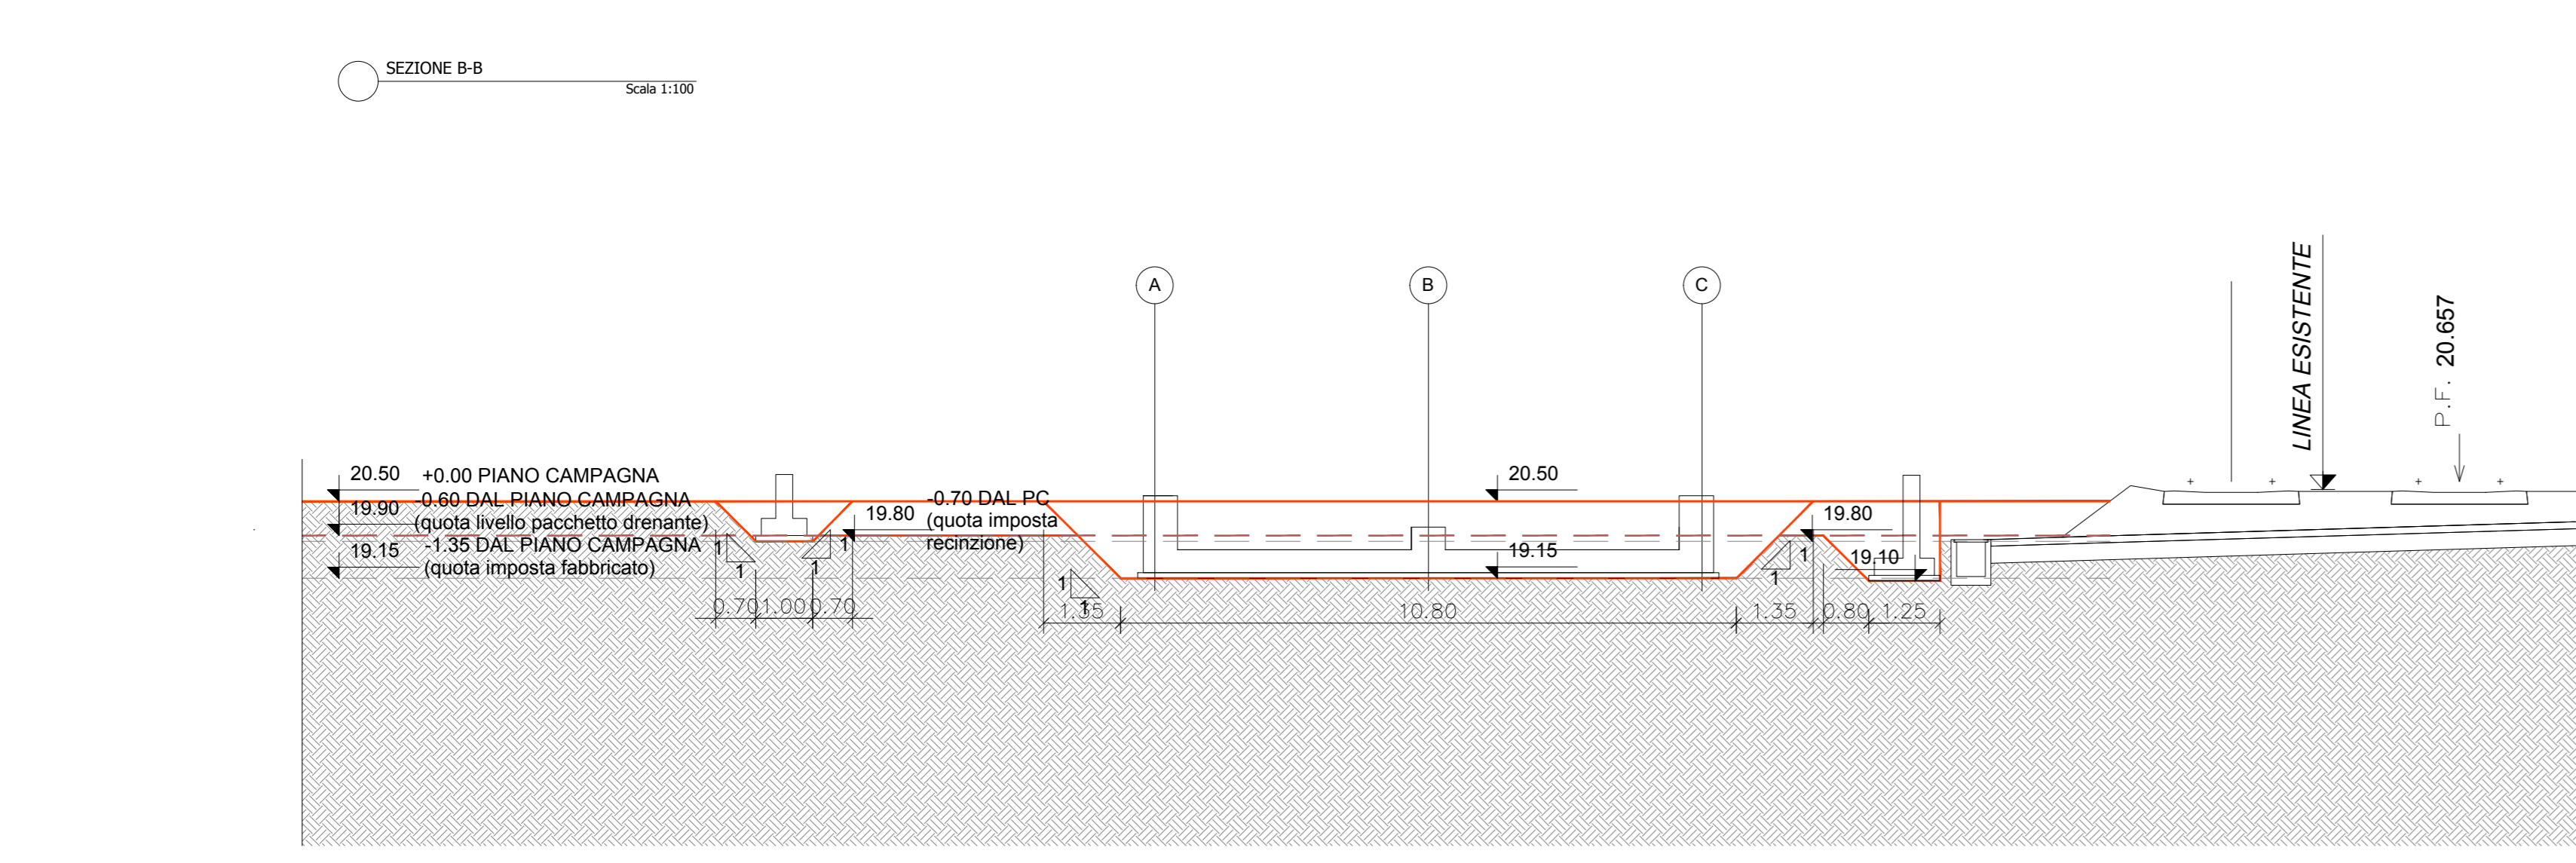 SEZIONE B-B
Scala 1:100
A
B
C
LINEA ESISTENTE
P.F. 20.657
20.50
+0.00 PIANO CAMPAGNA
19.90
-0.60 DAL PIANO CAMPAGNA
(quota livello pacchetto drenante)
19.15
-1.35 DAL PIANO CAMPAGNA
(quota imposta fabbricato)
19.80
-0.70 DAL PC
(quota imposta
recinzione)
20.50
19.15
19.80
19.10
1
1
1
1
1
1
1
1
0.70
1.00
0.70
1.35
10.80
1.35
0.80
1.25